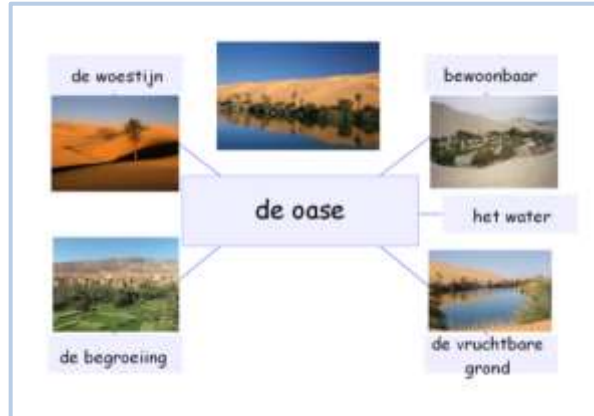 de woestijn
bewoonbaar
de oase
het water
de begroeiing
de vruchtbare
grond